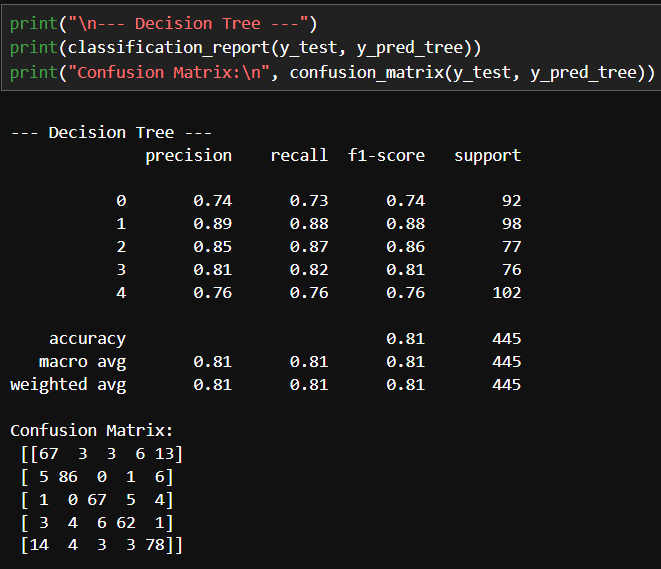 print("\n--- Decision Tree ---")
print(classification_report(y_test, y_pred_tree))
print("Confusion Matrix:\n", confusion_matrix(y_test, y_pred_tree))
--- Decision Tree ---
              precision    recall  f1-score   support

           0       0.74      0.73      0.74        92
           1       0.89      0.88      0.88        98
           2       0.85      0.87      0.86        77
           3       0.81      0.82      0.81        76
           4       0.76      0.76      0.76       102

    accuracy                           0.81       445
   macro avg       0.81      0.81      0.81       445
weighted avg       0.81      0.81      0.81       445

Confusion Matrix:
 [[67  3  3  6 13]
 [ 5 86  0  1  6]
 [ 1  0 67  5  4]
 [ 3  4  6 62  1]
 [14  4  3  3 78]]